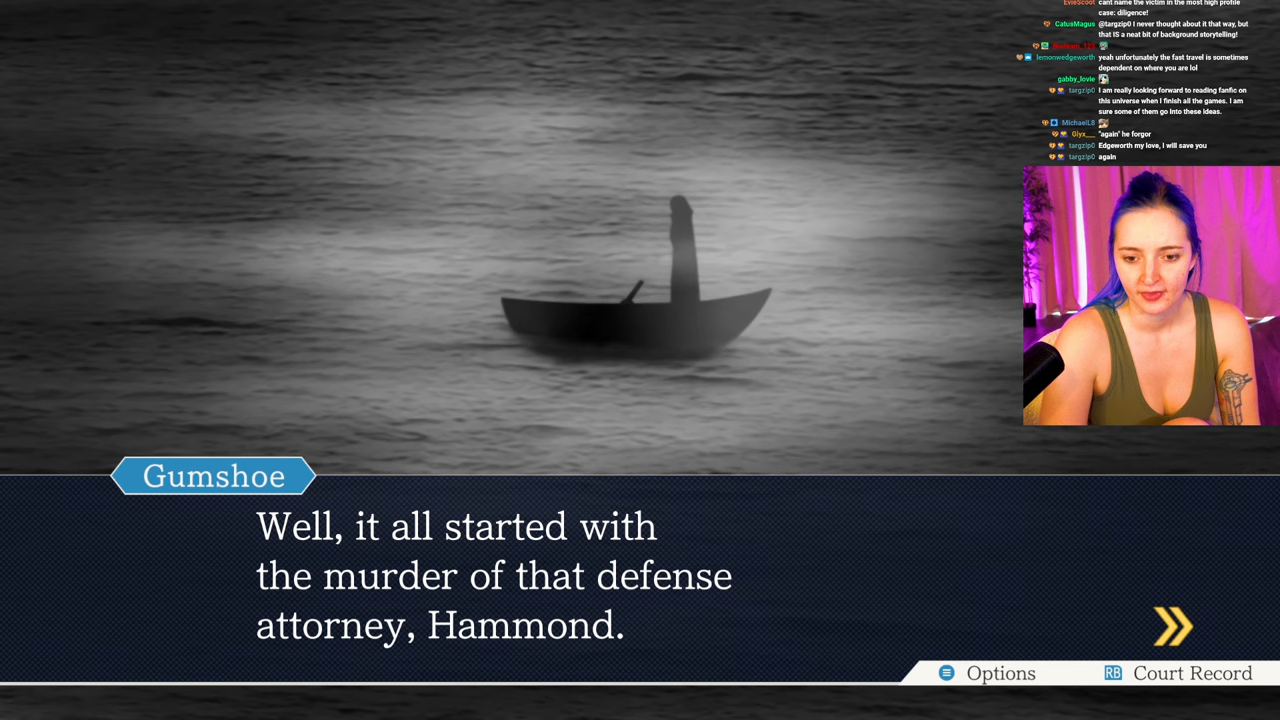 EvieScoot cant name the victim in the most high profile
case: diligence!
CatusMagus @targzip0 I never thought about it that way, but
that IS a neat bit of background storytelling!
lemonwedgeworth yeah unfortunately the fast travel is sometimes
dependent on where you are lol
gabby_lovie
targzip0 I am really looking forward to reading fanfic on
this universe when I finish all the games. I am
sure some of them go into these ideas.
MichaelL8
Glyx___ "again" he forgor
targzip0 Edgeworth my love, I will save you
targzip0 again
Gumshoe
Well, it all started with
the murder of that defense
attorney, Hammond.
Options
RB Court Record